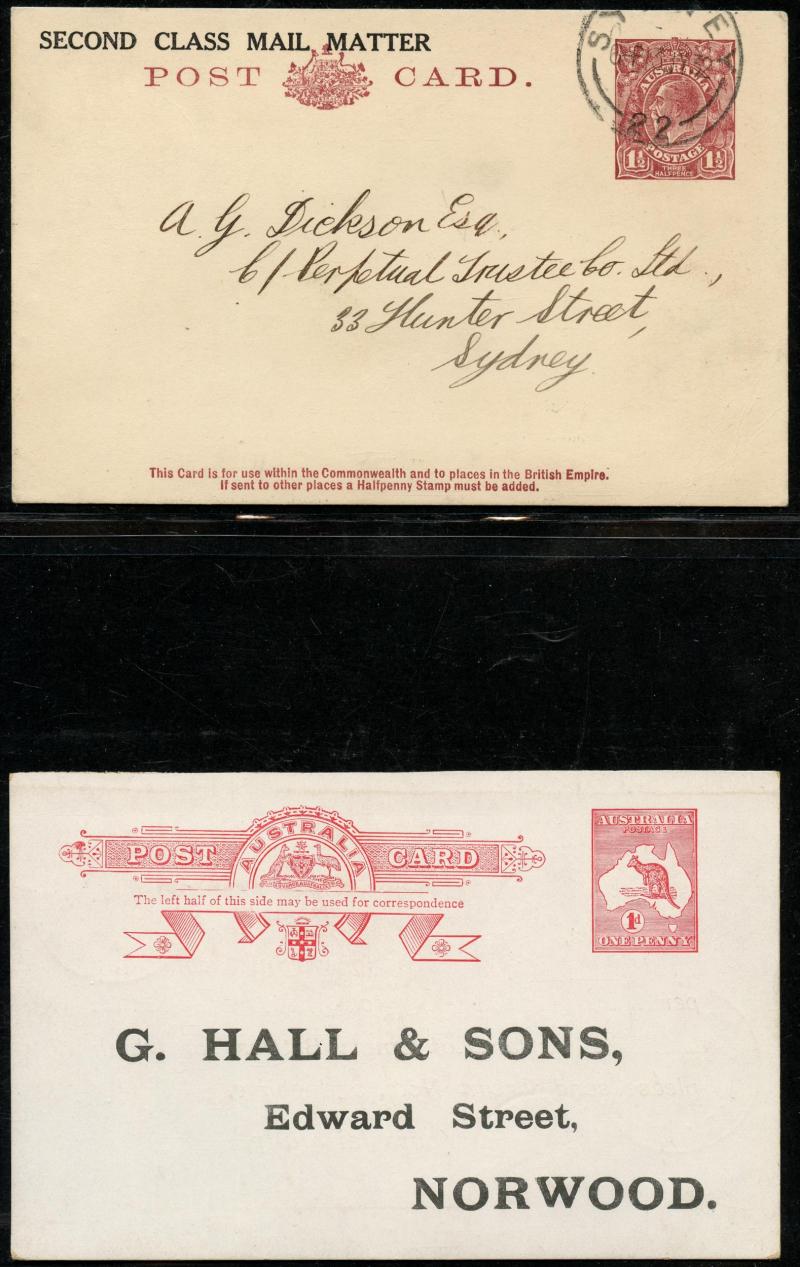 SECOND CLASS MAIL MATTER
POST CARD.
SYDNEY
22
AUSTRALIA
POSTAGE
1½ 1½
THREE
HALFPENCE
A. G. Dickson Esq,
C/ Perpetual Trustee Co. Ltd.,
33 Hunter Street,
Sydney.
This Card is for use within the Commonwealth and to places in the British Empire.
If sent to other places a Halfpenny Stamp must be added.
AUSTRALIA
POST CARD
The left half of this side may be used for correspondence
AUSTRALIA
POSTAGE
1d
ONE PENNY
G. HALL & SONS,
Edward Street,
NORWOOD.